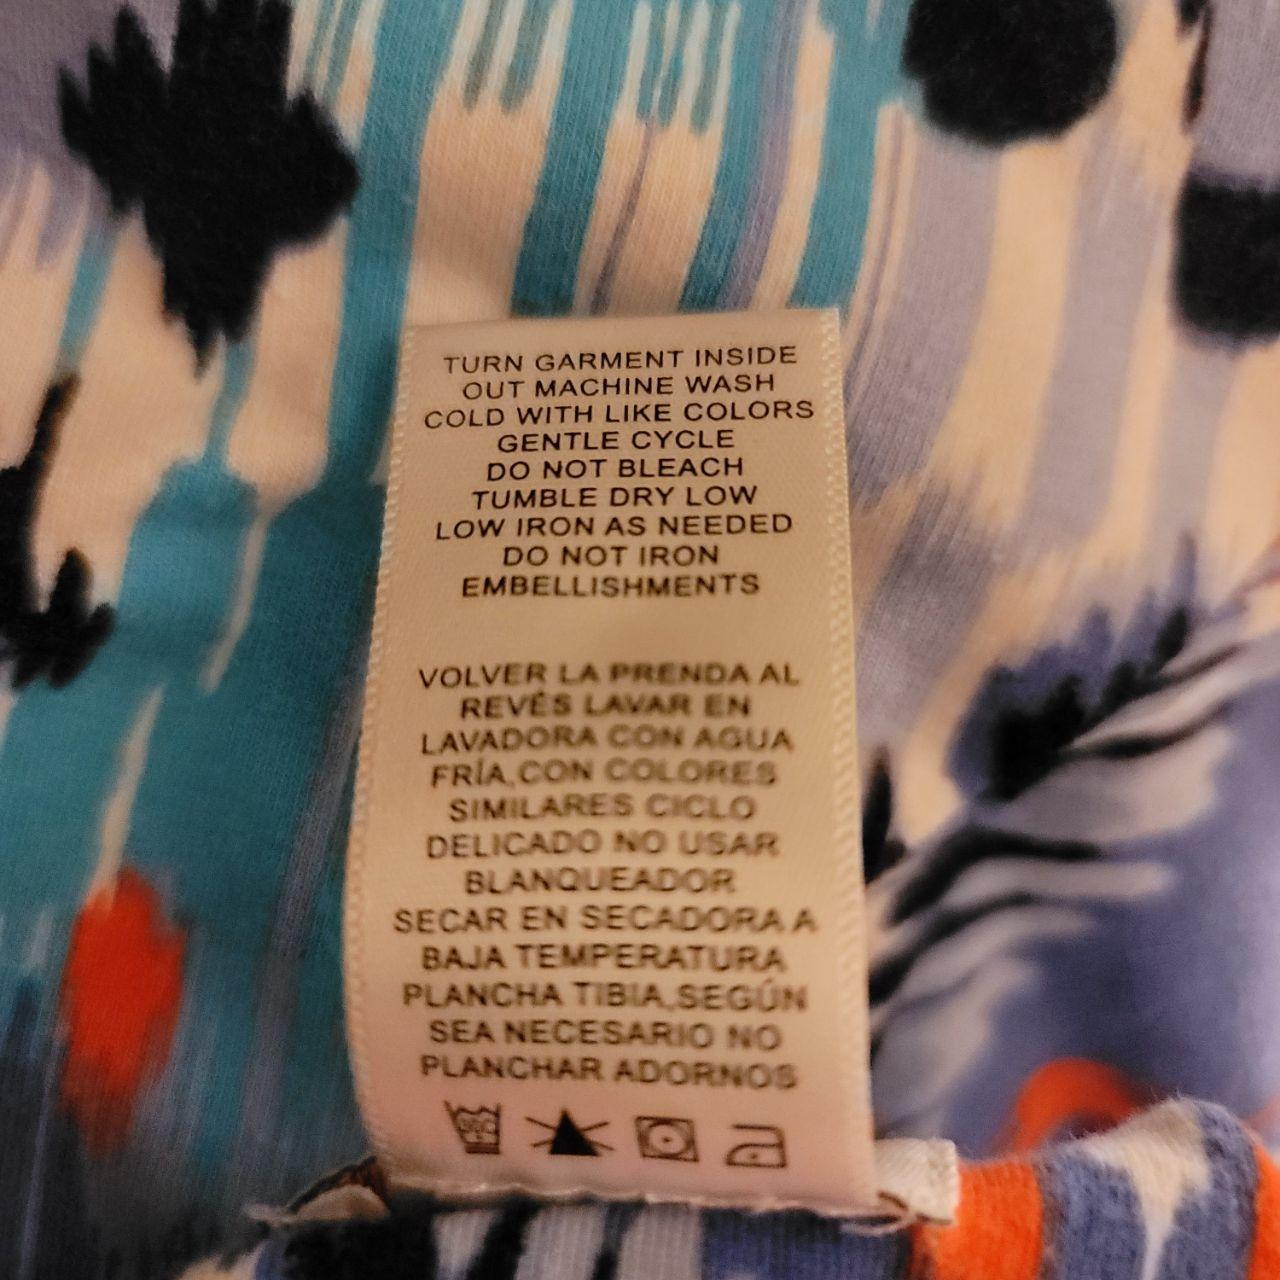 TURN GARMENT INSIDE
OUT MACHINE WASH
COLD WITH LIKE COLORS
GENTLE CYCLE
DO NOT BLEACH
TUMBLE DRY LOW
LOW IRON AS NEEDED
DO NOT IRON
EMBELLISHMENTS
VOLVER LA PRENDA AL
REVÉS LAVAR EN
LAVADORA CON AGUA
FRÍA,CON COLORES
SIMILARES CICLO
DELICADO NO USAR
BLANQUEADOR
SECAR EN SECADORA A
BAJA TEMPERATURA
PLANCHA TIBIA,SEGÚN
SEA NECESARIO NO
PLANCHAR ADORNOS